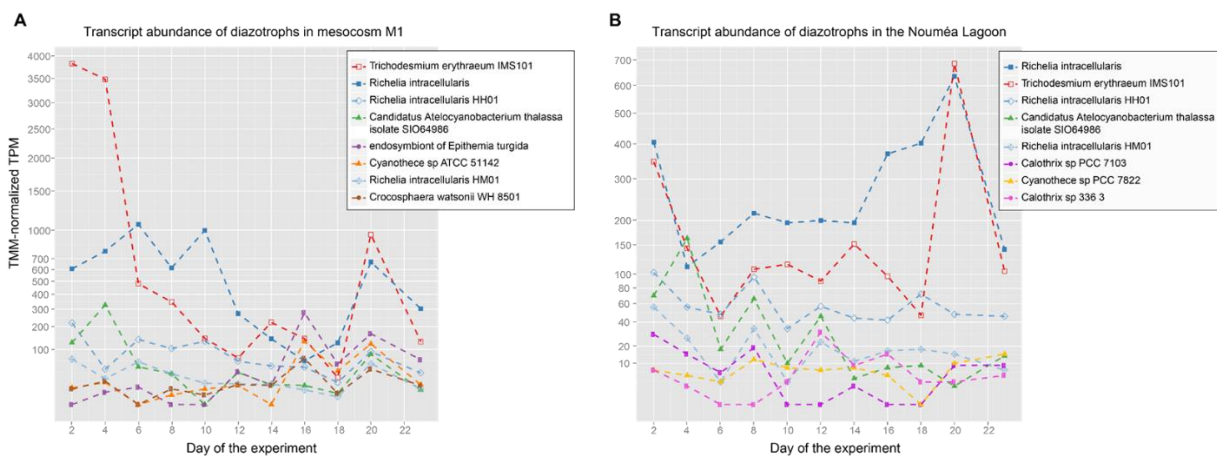 A
Transcript abundance of diazotrophs in mesocosm M1
TMM-normalized TPM
4000
3500
3000
2500
2000
1500
1000
700
600
500
400
300
200
100
2 4 6 8 10 12 14 16 18 20 22
Day of the experiment
Trichodesmium erythraeum IMS101
Richelia intracellularis
Richelia intracellularis HH01
Candidatus Atelocyanobacterium thalassa
isolate SIO64986
endosymbiont of Epithemia turgida
Cyanothece sp ATCC 51142
Richelia intracellularis HM01
Crocosphaera watsonii WH 8501
B
Transcript abundance of diazotrophs in the Nouméa Lagoon
700
600
500
400
300
200
150
100
80
60
40
20
10
2 4 6 8 10 12 14 16 18 20 22
Day of the experiment
Richelia intracellularis
Trichodesmium erythraeum IMS101
Richelia intracellularis HH01
Candidatus Atelocyanobacterium thalassa
isolate SIO64986
Richelia intracellularis HM01
Calothrix sp PCC 7103
Cyanothece sp PCC 7822
Calothrix sp 336 3